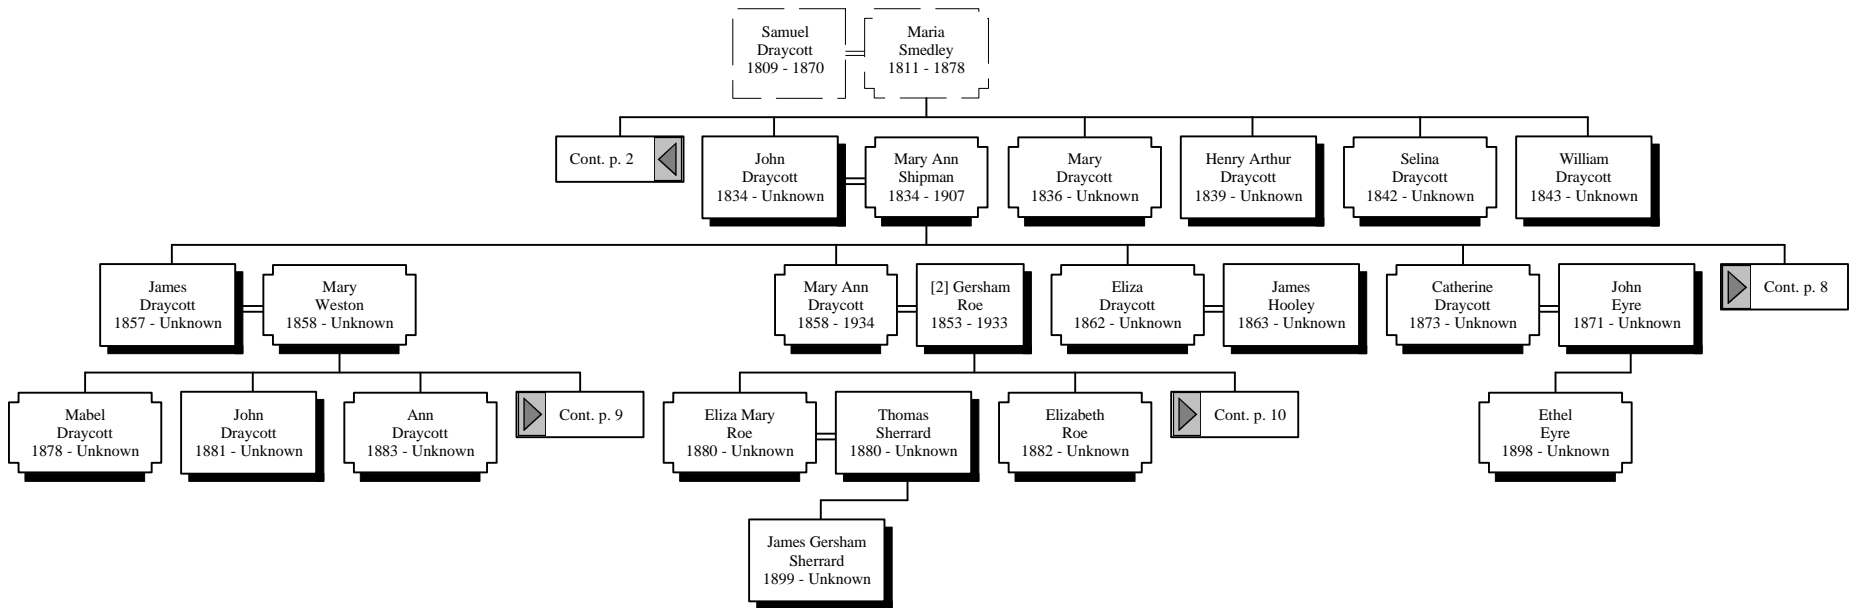 Samuel
Draycott
1809 - 1870
Maria
Smedley
1811 - 1878
Cont. p. 2
John
Draycott
1834 - Unknown
Mary Ann
Shipman
1834 - 1907
Mary
Draycott
1836 - Unknown
Henry Arthur
Draycott
1839 - Unknown
Selina
Draycott
1842 - Unknown
William
Draycott
1843 - Unknown
James
Draycott
1857 - Unknown
Mary
Weston
1858 - Unknown
Mary Ann
Draycott
1858 - 1934
[2] Gersham
Roe
1853 - 1933
Eliza
Draycott
1862 - Unknown
James
Hooley
1863 - Unknown
Catherine
Draycott
1873 - Unknown
John
Eyre
1871 - Unknown
Cont. p. 8
Mabel
Draycott
1878 - Unknown
John
Draycott
1881 - Unknown
Ann
Draycott
1883 - Unknown
Cont. p. 9
Eliza Mary
Roe
1880 - Unknown
Thomas
Sherrard
1880 - Unknown
Elizabeth
Roe
1882 - Unknown
Cont. p. 10
Ethel
Eyre
1898 - Unknown
James Gersham
Sherrard
1899 - Unknown